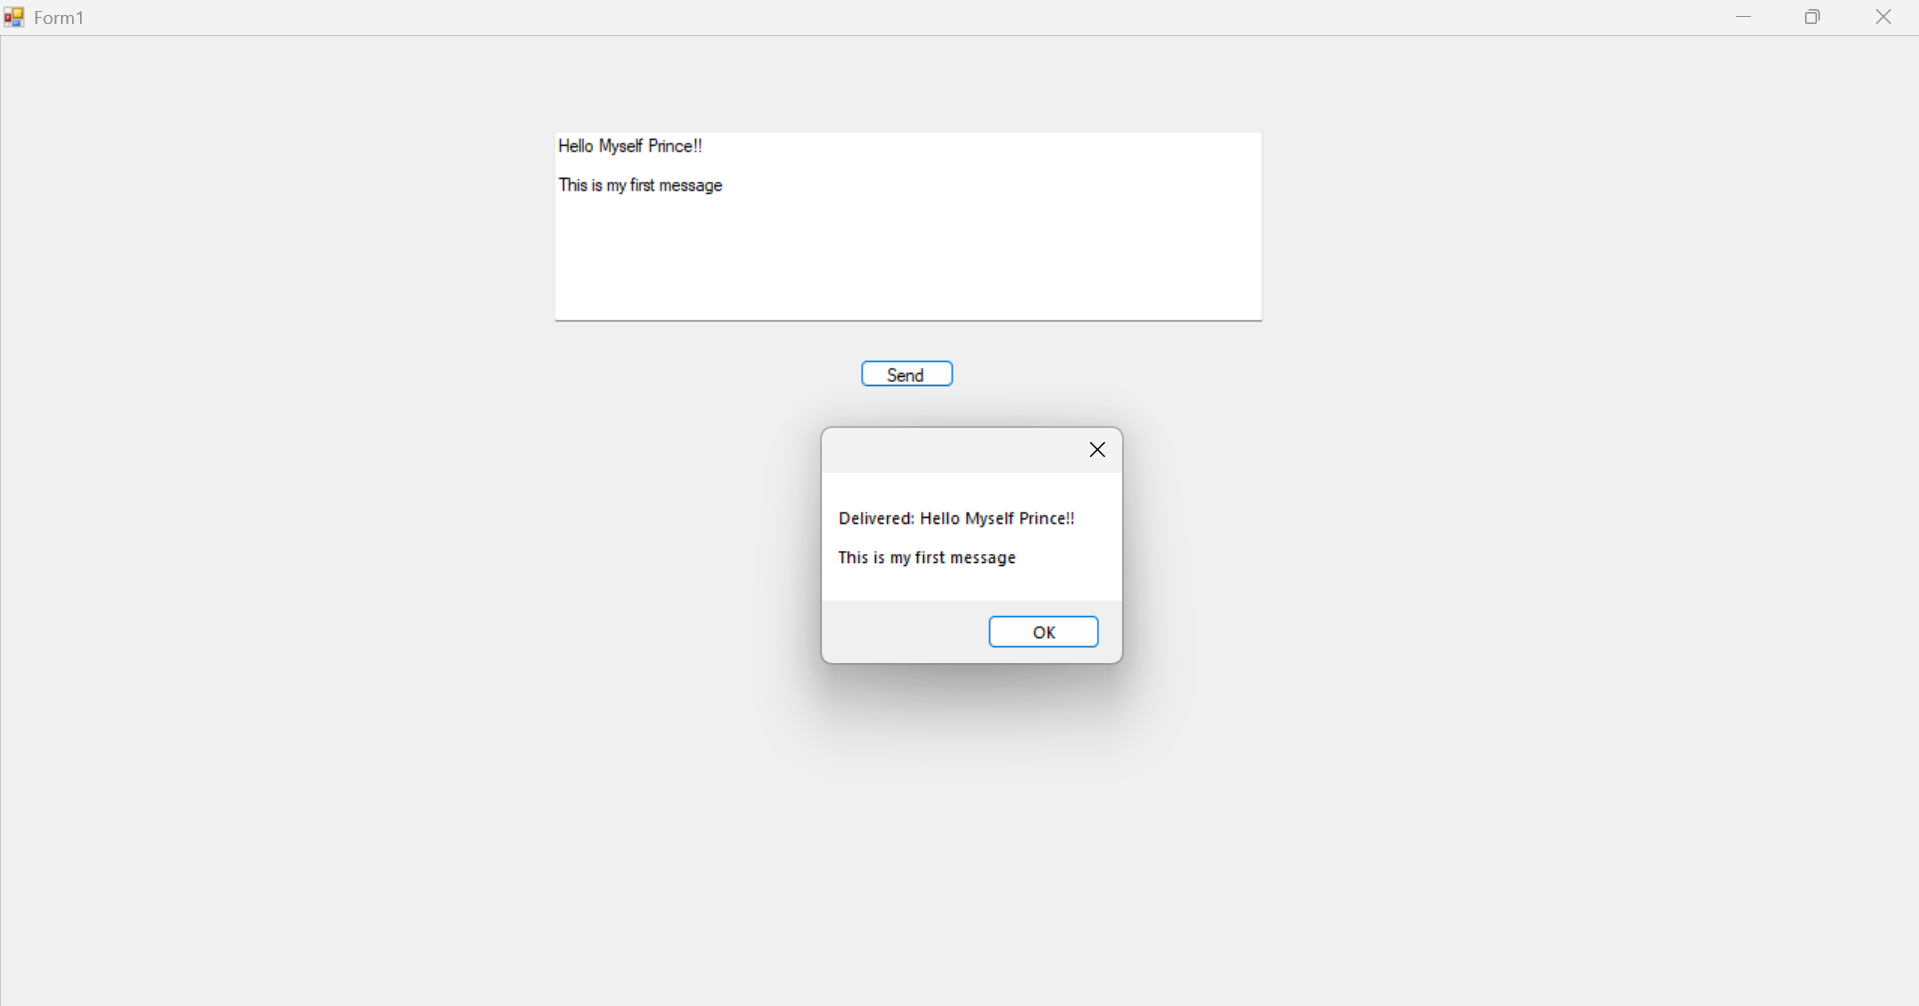 Form1
Hello Myself Prince!!
This is my first message
Send
Delivered: Hello Myself Prince!!
This is my first message
OK